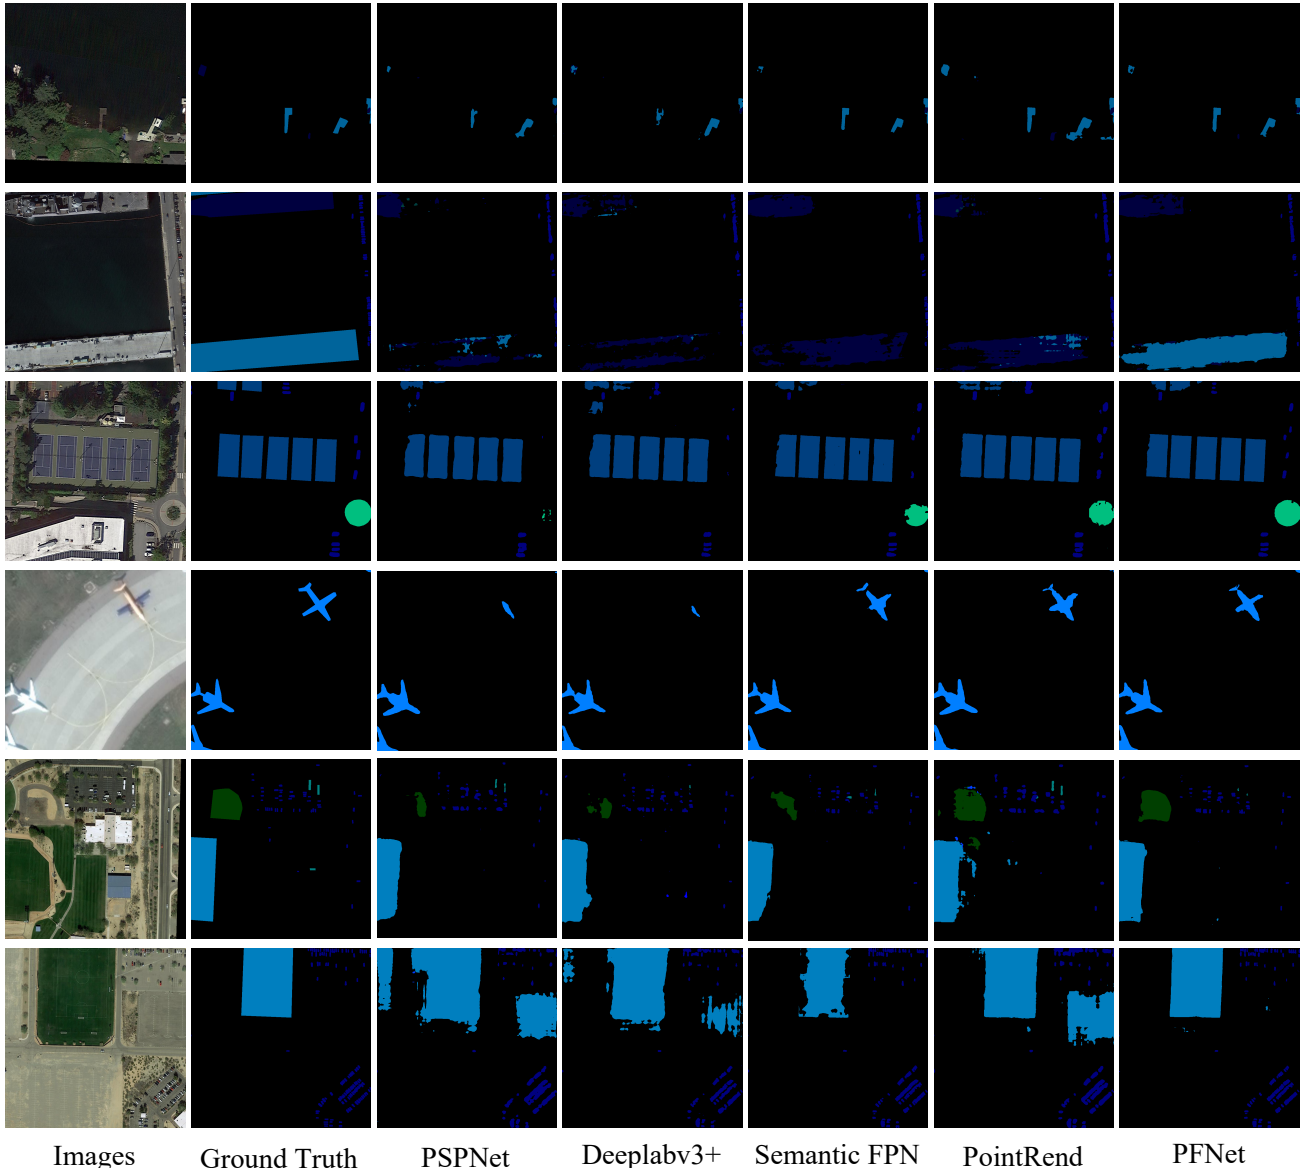 Images
Ground Truth
PSPNet
Deeplabv3+
Semantic FPN
PointRend
PFNet